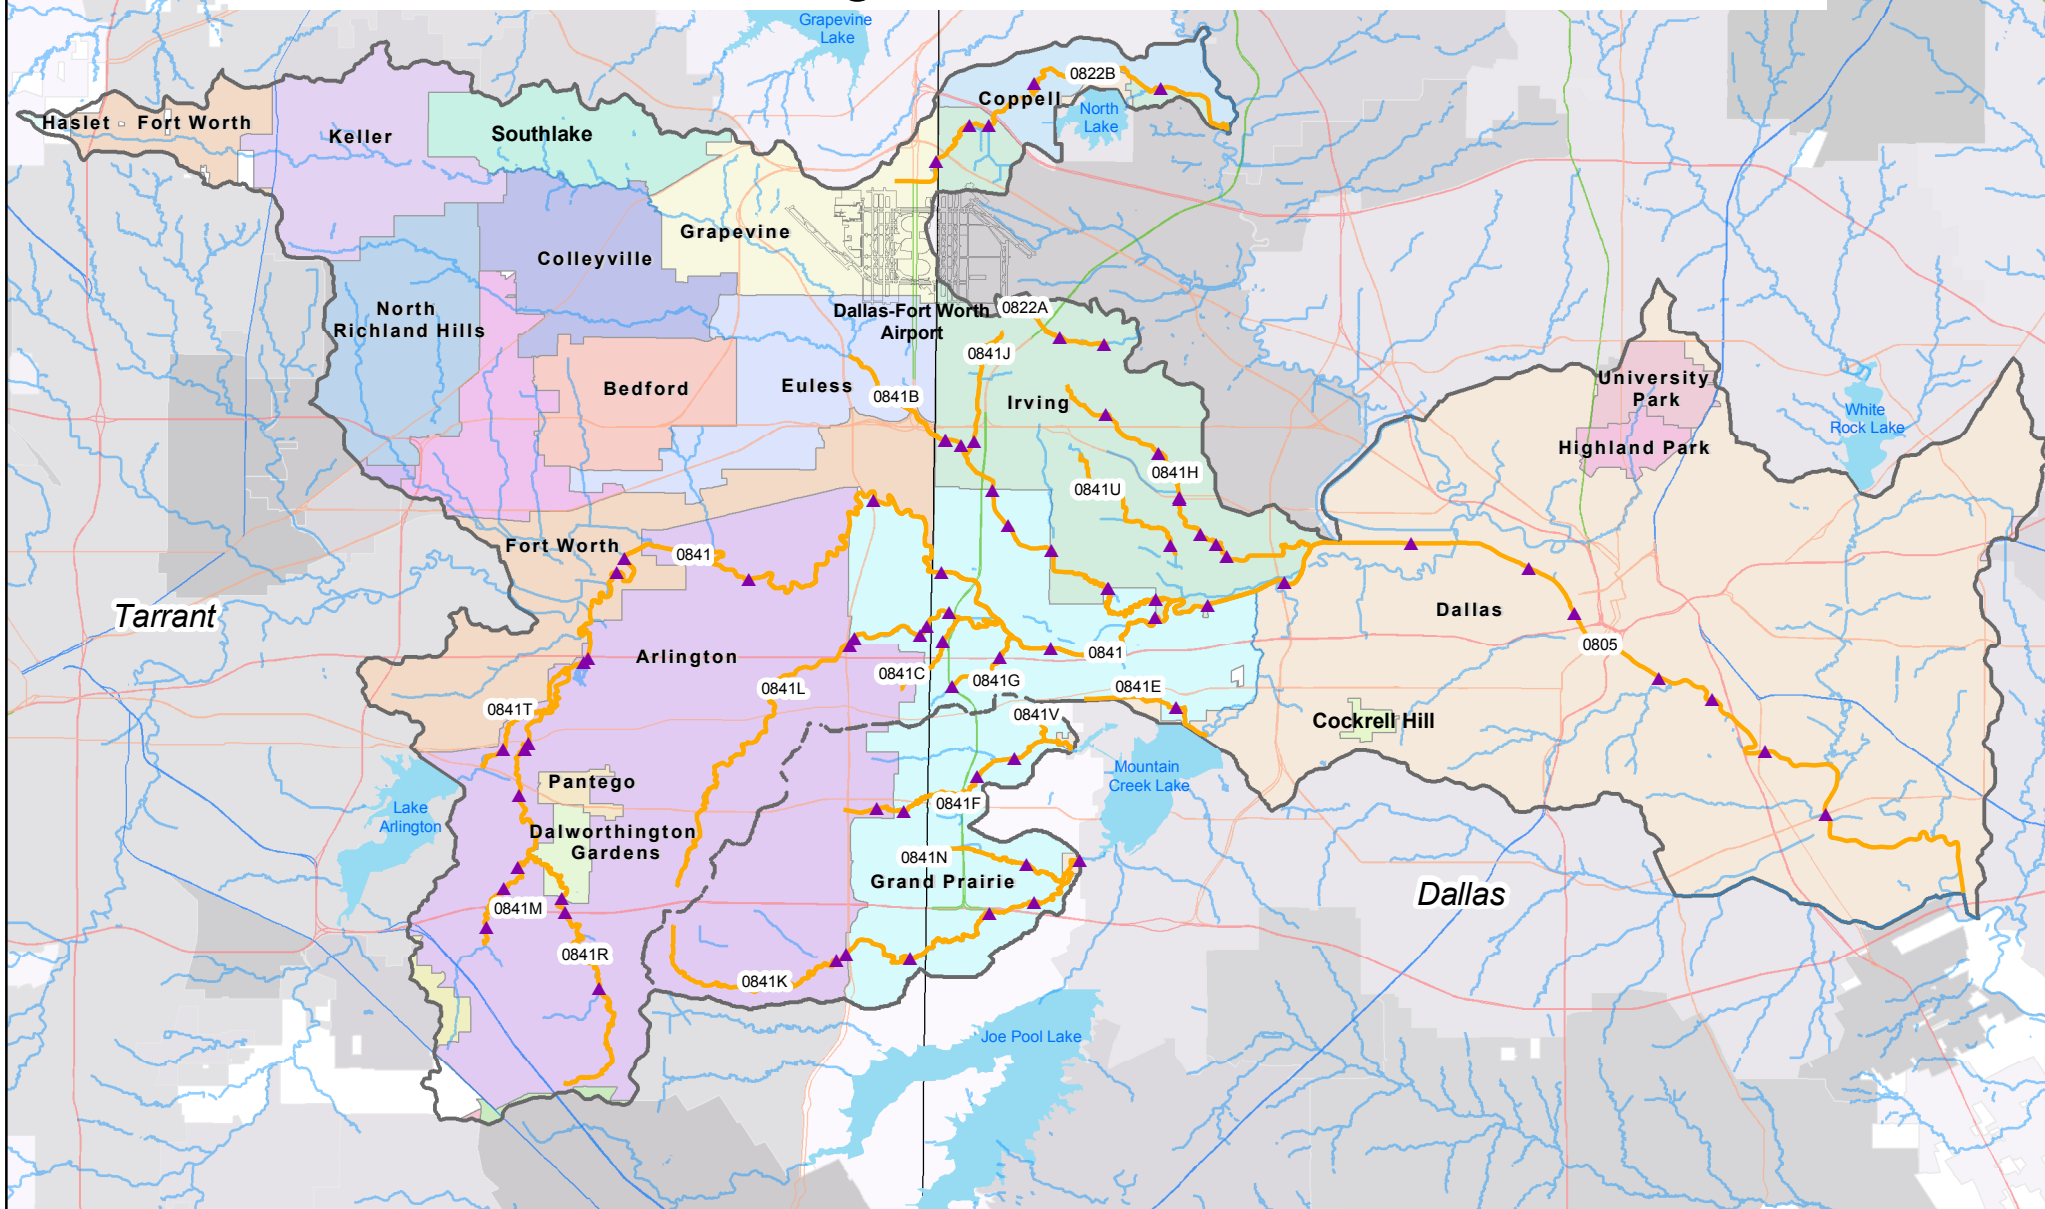 Grapevine
Lake
0822B
Coppell
North
Lake
Haslet
Fort Worth
Keller
Southlake
Grapevine
Colleyville
North
Richland Hills
Dallas-Fort Worth
Airport
0822A
0841J
Bedford
Euless
0841B
Irving
University
Park
White
Rock Lake
Highland Park
0841H
0841U
Fort Worth
0841
Tarrant
Dallas
0805
Arlington
0841
0841C
0841G
0841L
0841E
0841T
0841V
Cockrell Hill
Mountain
Creek Lake
Pantego
Lake
Arlington
0841F
Dalworthington
Gardens
0841N
Grand Prairie
Dallas
0841M
0841R
0841K
Joe Pool Lake